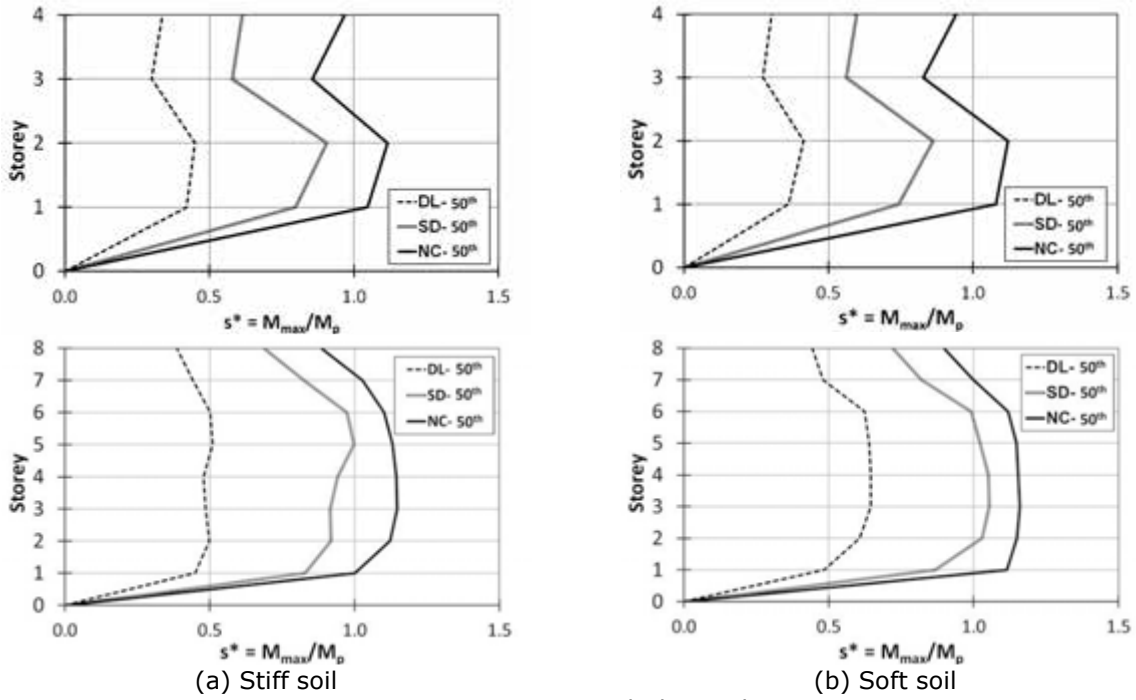 4
3
2
1
0
Storey
DL- 50th
SD- 50th
NC- 50th
0.0 0.5 1.0 1.5
s* = Mmax/Mp
4
3
2
1
0
Storey
DL- 50th
SD- 50th
NC- 50th
0.0 0.5 1.0 1.5
s* = Mmax/Mp
8
7
6
5
4
3
2
1
0
Storey
DL- 50th
SD- 50th
NC- 50th
0.0 0.5 1.0 1.5
s* = Mmax/Mp
(a) Stiff soil
8
7
6
5
4
3
2
1
0
Storey
DL- 50th
SD- 50th
NC- 50th
0.0 0.5 1.0 1.5
s* = Mmax/Mp
(b) Soft soil